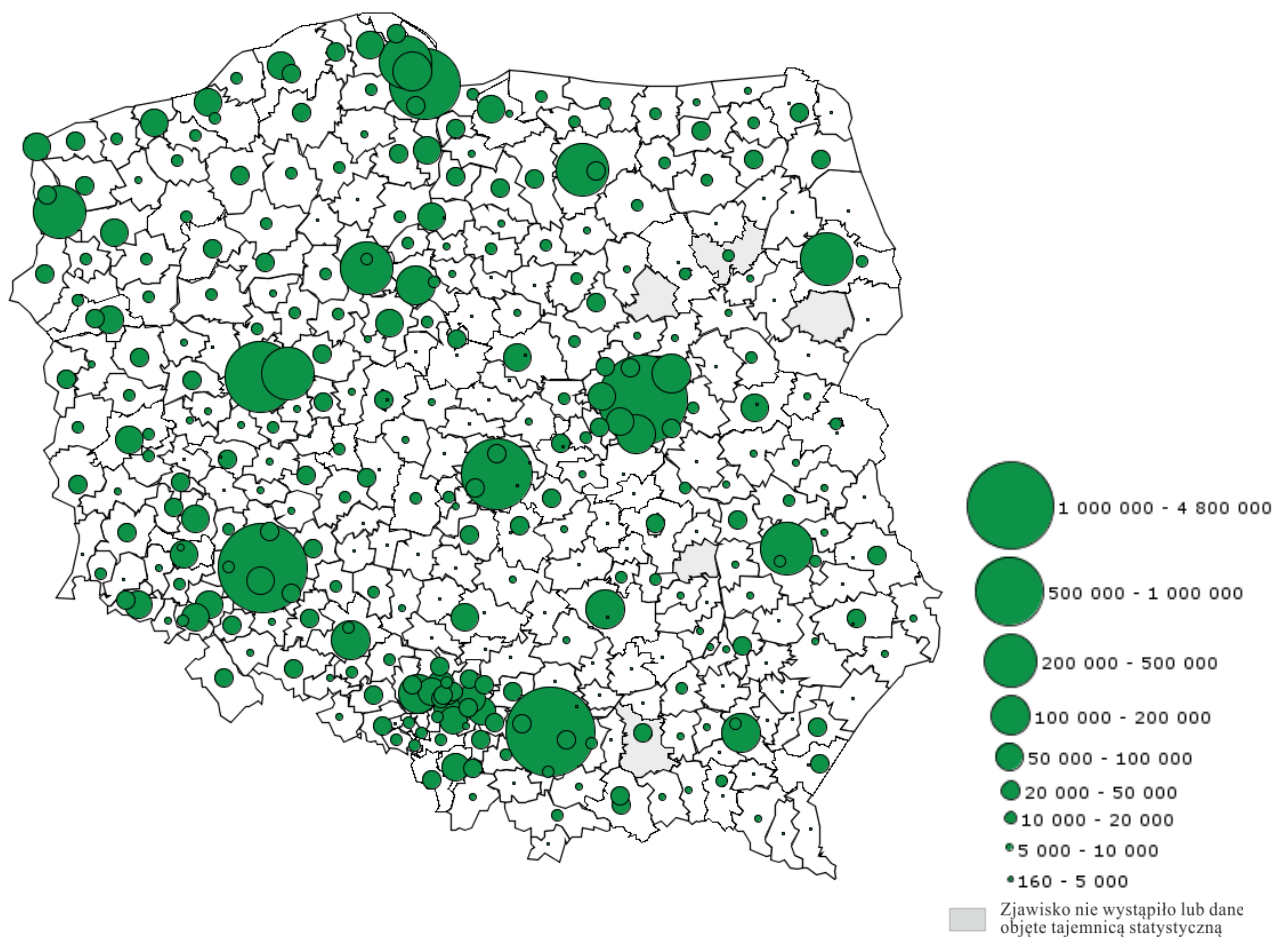 1 000 000 - 4 800 000
500 000 - 1 000 000
200 000 - 500 000
100 000 - 200 000
50 000 - 100 000
20 000 - 50 000
10 000 - 20 000
5 000 - 10 000
160 - 5 000
Zjawisko nie wystąpiło lub dane
objęte tajemnicą statystyczną